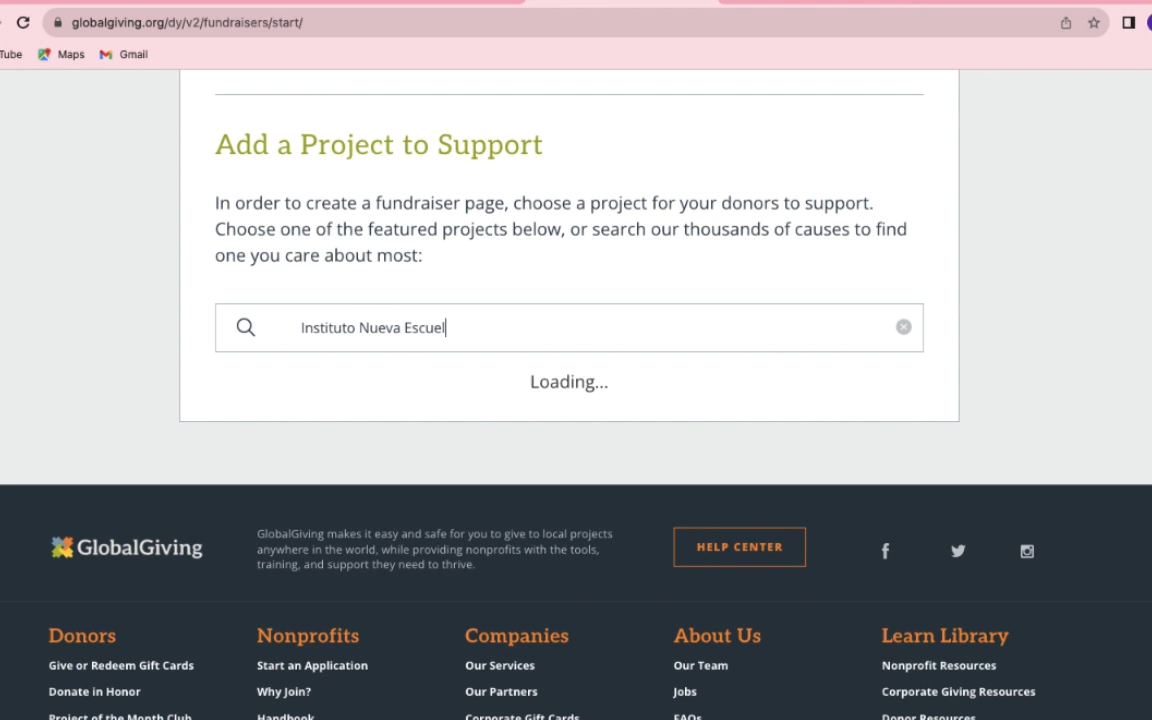 globalgiving.org/dy/v2/fundraisers/start/
Tube Maps Gmail
Add a Project to Support
In order to create a fundraiser page, choose a project for your donors to support.
Choose one of the featured projects below, or search our thousands of causes to find
one you care about most:
Instituto Nueva Escuel
Loading...
GlobalGiving
GlobalGiving makes it easy and safe for you to give to local projects
anywhere in the world, while providing nonprofits with the tools,
training, and support they need to thrive.
HELP CENTER
Donors Nonprofits Companies About Us Learn Library
Give or Redeem Gift Cards Start an Application Our Services Our Team Nonprofit Resources
Donate in Honor Why Join? Our Partners Jobs Corporate Giving Resources
Project of the Month Club Handbook Corporate Gift Cards FAQs Donor Resources